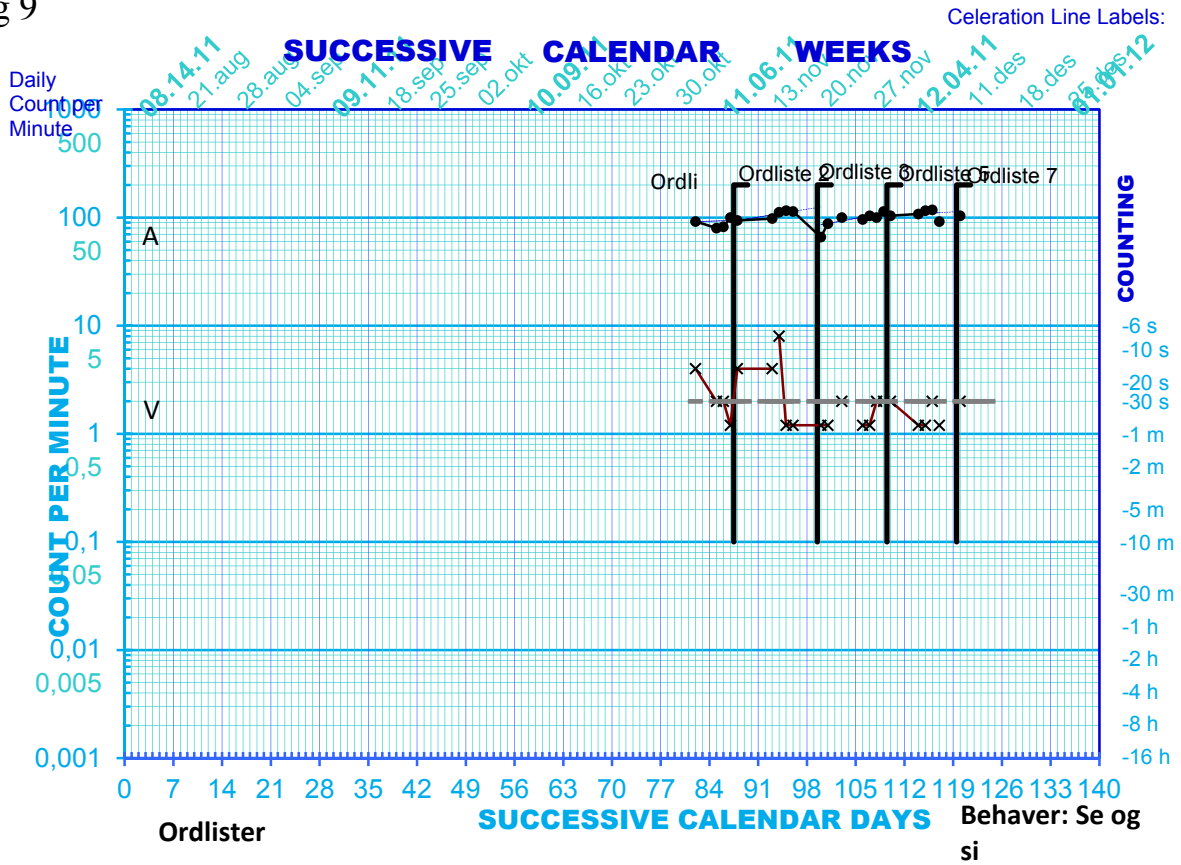 g 9
Celeration Line Labels:
SUCCESSIVE CALENDAR WEEKS
Daily
Count per
Minute
08.14.11
21.aug
28.aug
04.sep
09.11.11
18.sep
25.sep
02.okt
10.09.11
16.okt
23.okt
30.okt
11.06.11
13.nov
20.nov
27.nov
12.04.11
11.des
18.des
25.des.
01.01.12
1000
500
100
50
10
5
1
0,5
0,1
0,05
0,01
0,005
0,001
COUNT PER MINUTE
A
V
Ordli
Ordliste 2
Ordliste 3
Ordliste 5
Ordliste 7
COUNTING
-6 s
-10 s
-20 s
-30 s
-1 m
-2 m
-5 m
-10 m
-30 m
-1 h
-2 h
-4 h
-8 h
-16 h
0 7 14 21 28 35 42 49 56 63 70 77 84 91 98 105 112 119 126 133 140
SUCCESSIVE CALENDAR DAYS
Ordlister
Behaver: Se og
si